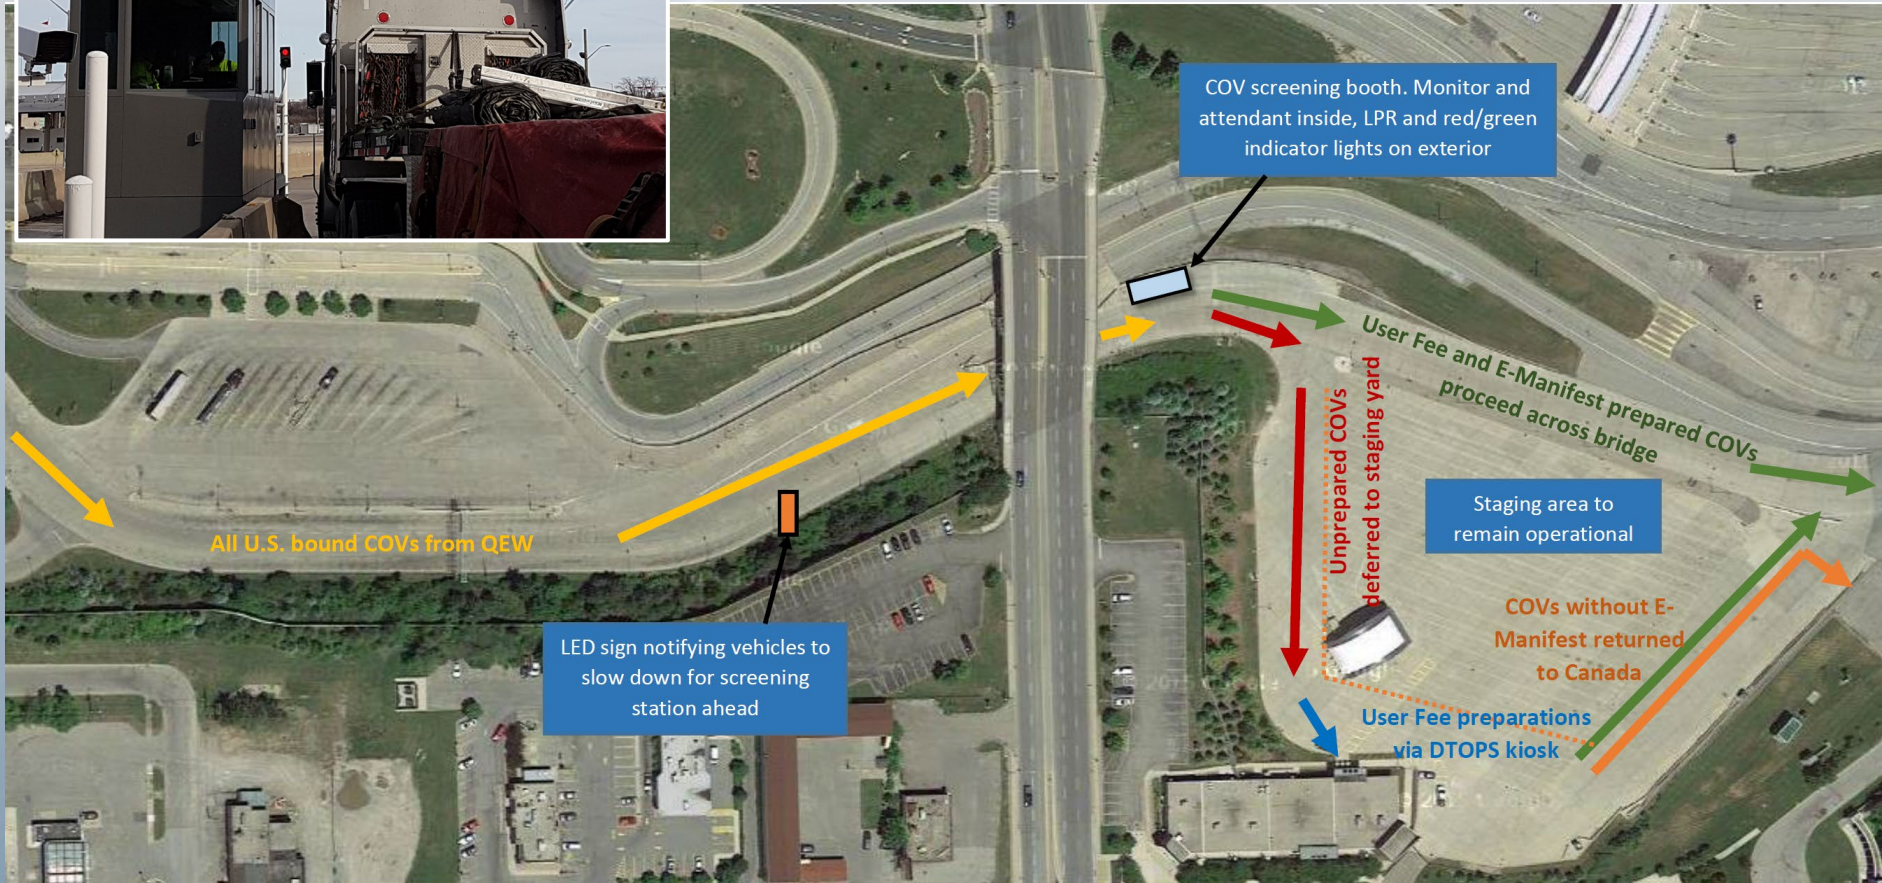 COV screening booth. Monitor and
attendant inside, LPR and red/green
indicator lights on exterior
User Fee and E-Manifest prepared COVs
proceed across bridge
Unprepared COVs
deferred to staging yard
Staging area to
remain operational
All U.S. bound COVs from QEW
COVs without E-
Manifest returned
to Canada
LED sign notifying vehicles to
slow down for screening
station ahead
User Fee preparations
via DTOPS kiosk